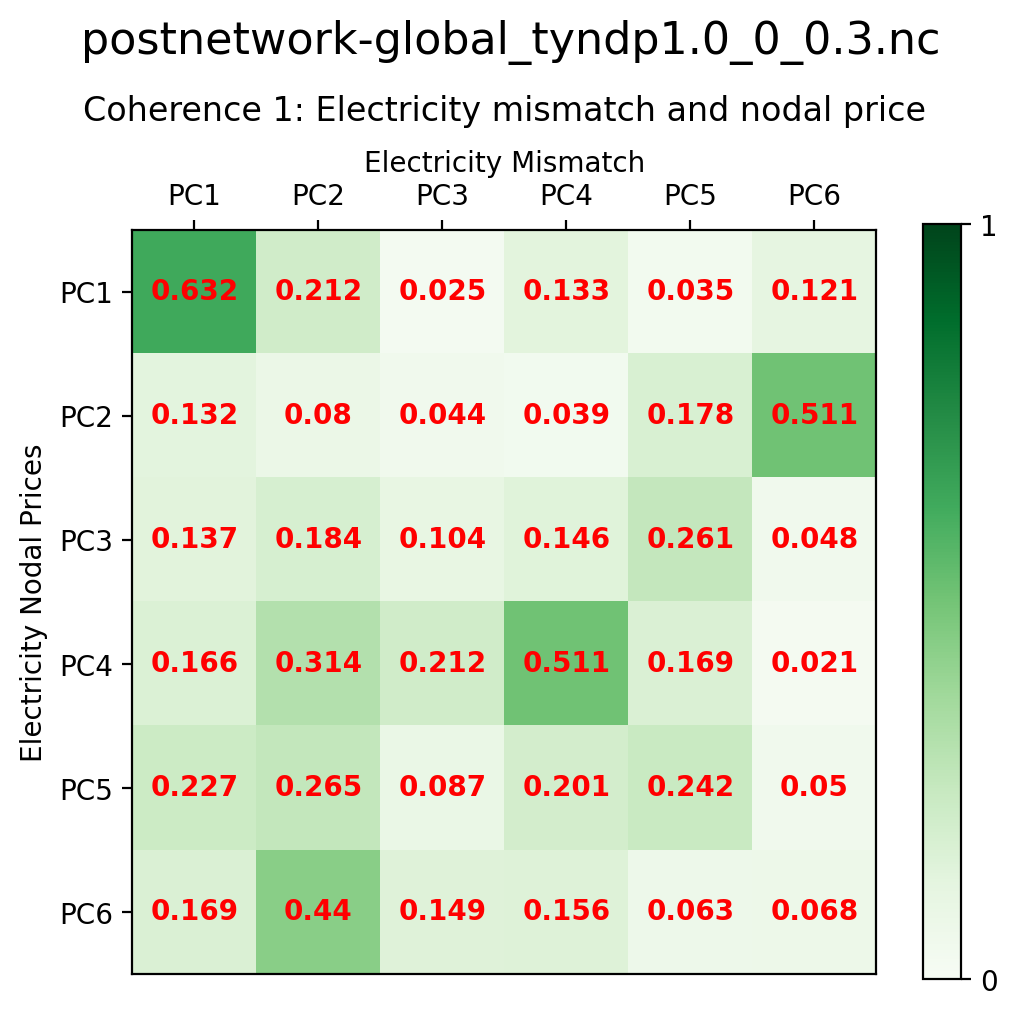 postnetwork-global_tyndp1.0_0_0.3.nc
Coherence 1: Electricity mismatch and nodal price
Electricity Mismatch
PC1 PC2 PC3 PC4 PC5 PC6
1
PC1 0.632 0.212 0.025 0.133 0.035 0.121
PC2 0.132 0.08 0.044 0.039 0.178 0.511
PC3 0.137 0.184 0.104 0.146 0.261 0.048
Electricity Nodal Prices
PC4 0.166 0.314 0.212 0.511 0.169 0.021
PC5 0.227 0.265 0.087 0.201 0.242 0.05
PC6 0.169 0.44 0.149 0.156 0.063 0.068
0